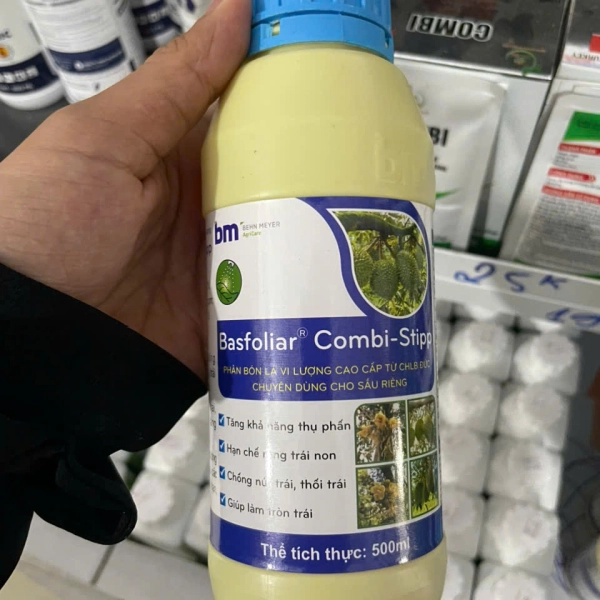 COMBI
BI
bm BEHN MEYER
AgriCare
25K
Basfoliar® Combi-Stipp
PHÂN BÓN LÁ VI LƯỢNG CAO CẤP TỪ CHLB ĐỨC
CHUYÊN DÙNG CHO SẦU RIÊNG
Tăng khả năng thụ phấn
Hạn chế rụng trái non
Chống nứt trái, thối trái
Giúp làm tròn trái
Thể tích thực: 500ml